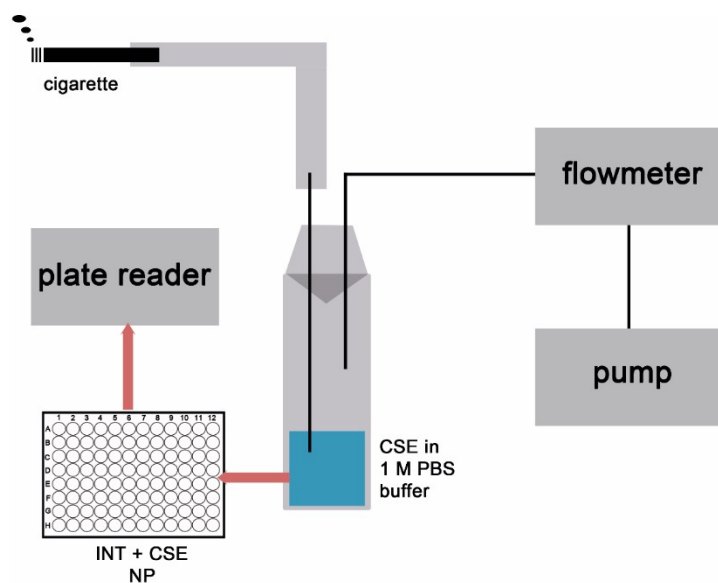 cigarette
flowmeter
plate reader
pump
1 2 3 4 5 6 7 8 9 10 11 12
A
B
C
D
E
F
G
H
CSE in
1 M PBS
buffer
INT + CSE
NP